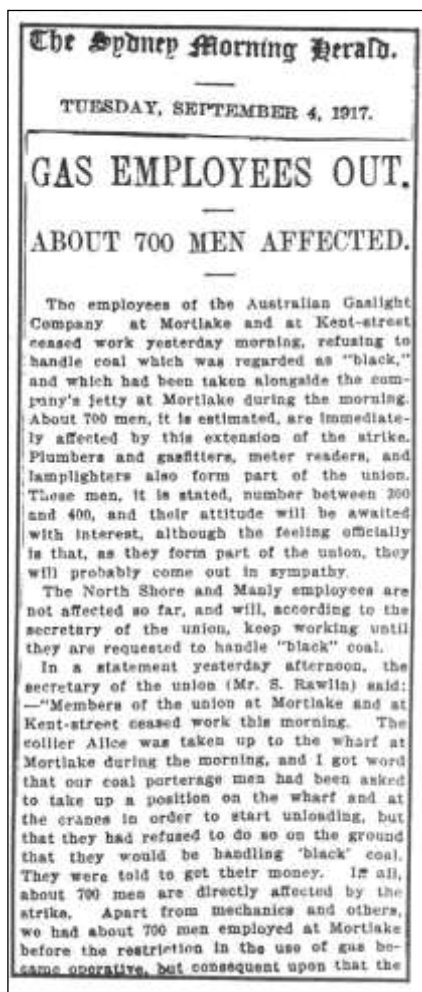 The Sydney Morning Herald.
TUESDAY, SEPTEMBER 4, 1917.
GAS EMPLOYEES OUT.
ABOUT 700 MEN AFFECTED.
The employees of the Australian Gaslight
Company at Mortlake and at Kent-street
ceased work yesterday morning, refusing to
handle coal which was regarded as "black,"
and which had been taken alongside the com-
pany's jetty at Mortlake during the morning.
About 700 men, it is estimated, are immediate-
ly affected by this extension of the strike.
Plumbers and gasfitters, meter readers, and
lamplighters also form part of the union.
These men, it is stated, number between 300
and 400, and their attitude will be awaited
with interest, although the feeling officially
is that, as they form part of the union, they
will probably come out in sympathy.
The North Shore and Manly employees are
not affected so far, and will, according to the
secretary of the union, keep working until
they are requested to handle "black" coal.
In a statement yesterday afternoon, the
secretary of the union (Mr. S. Rawlin) said:
—"Members of the union at Mortlake and at
Kent-street ceased work this morning. The
collier Alice was taken up to the wharf at
Mortlake during the morning, and I got word
that our coal porterage men had been asked
to take up a position on the wharf and at
the cranes in order to start unloading, but
that they had refused to do so on the ground
that they would be handling 'black' coal.
They were told to get their money. In all,
about 700 men are directly affected by the
strike. Apart from mechanics and others,
we had about 700 men employed at Mortlake
before the restriction in the use of gas be-
came operative, but consequent upon that the